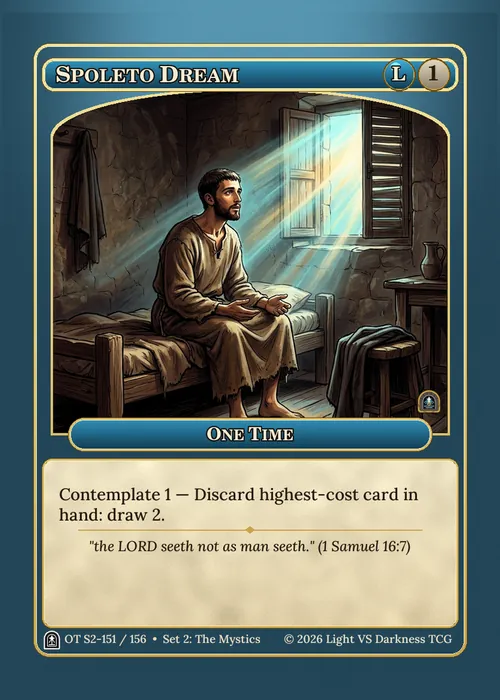 SPOLETO DREAM
L 1
ONE TIME
Contemplate 1 — Discard highest-cost card in
hand: draw 2.
"the LORD seeth not as man seeth." (1 Samuel 16:7)
OT S2-151 / 156 • Set 2: The Mystics © 2026 Light VS Darkness TCG